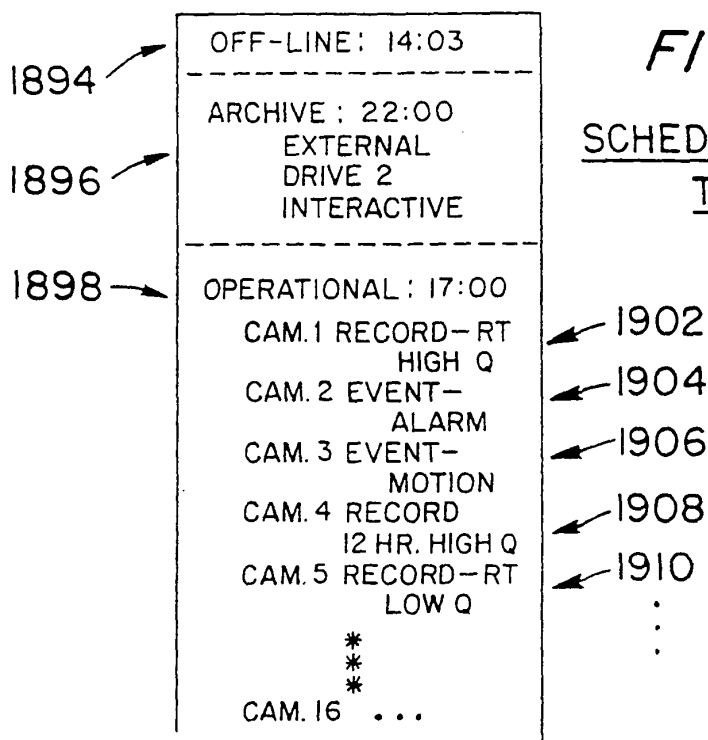 OFF-LINE: 14:03
1894
ARCHIVE: 22:00
EXTERNAL
DRIVE 2
INTERACTIVE
1896
1898
OPERATIONAL: 17:00
CAM. 1 RECORD-RT
HIGH Q
1902
CAM. 2 EVENT-
ALARM
1904
CAM. 3 EVENT-
MOTION
1906
CAM. 4 RECORD
12 HR. HIGH Q
1908
CAM. 5 RECORD-RT
LOW Q
1910
*
*
*
CAM. 16 ...
FI
SCHED
T